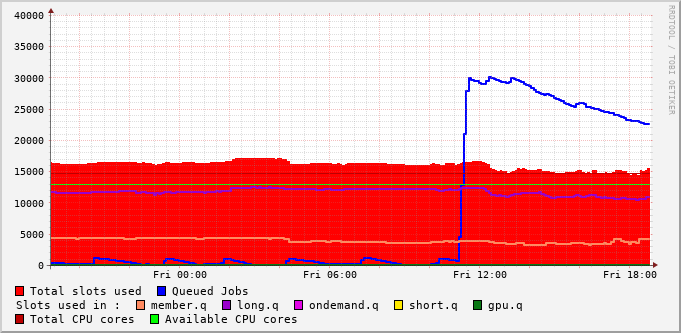 40000
35000
30000
25000
20000
15000
10000
5000
0
Fri 00:00 Fri 06:00 Fri 12:00 Fri 18:00
RRDTOOL / TOBI OETIKER
Total slots used Queued Jobs
Slots used in : member.q long.q ondemand.q short.q gpu.q
Total CPU cores Available CPU cores